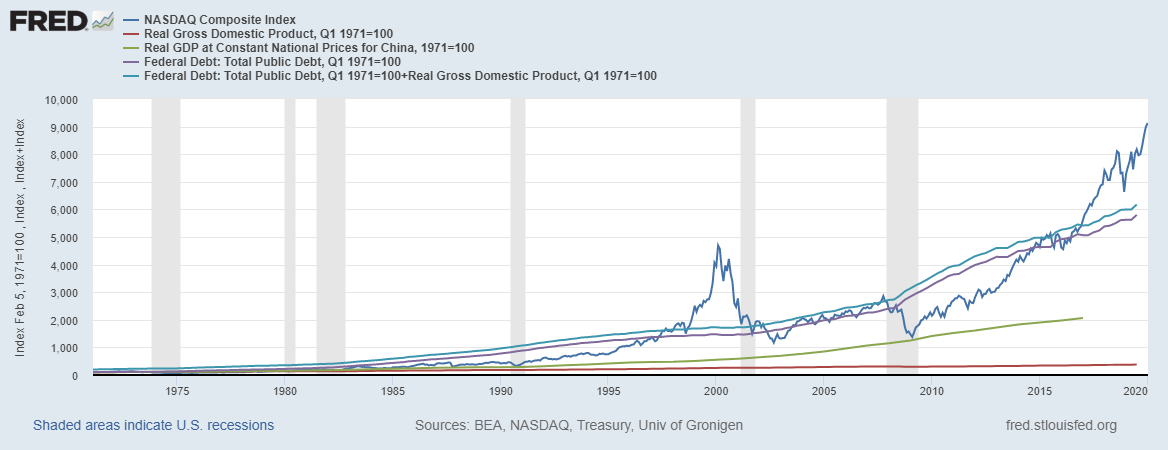 FRED
NASDAQ Composite Index
Real Gross Domestic Product, Q1 1971=100
Real GDP at Constant National Prices for China, 1971=100
Federal Debt: Total Public Debt, Q1 1971=100
Federal Debt: Total Public Debt, Q1 1971=100+Real Gross Domestic Product, Q1 1971=100
Index Feb 5, 1971=100 , Index , Index+Index
10,000
9,000
8,000
7,000
6,000
5,000
4,000
3,000
2,000
1,000
0
1975 1980 1985 1990 1995 2000 2005 2010 2015 2020
Shaded areas indicate U.S. recessions Sources: BEA, NASDAQ, Treasury, Univ of Gronigen fred.stlouisfed.org